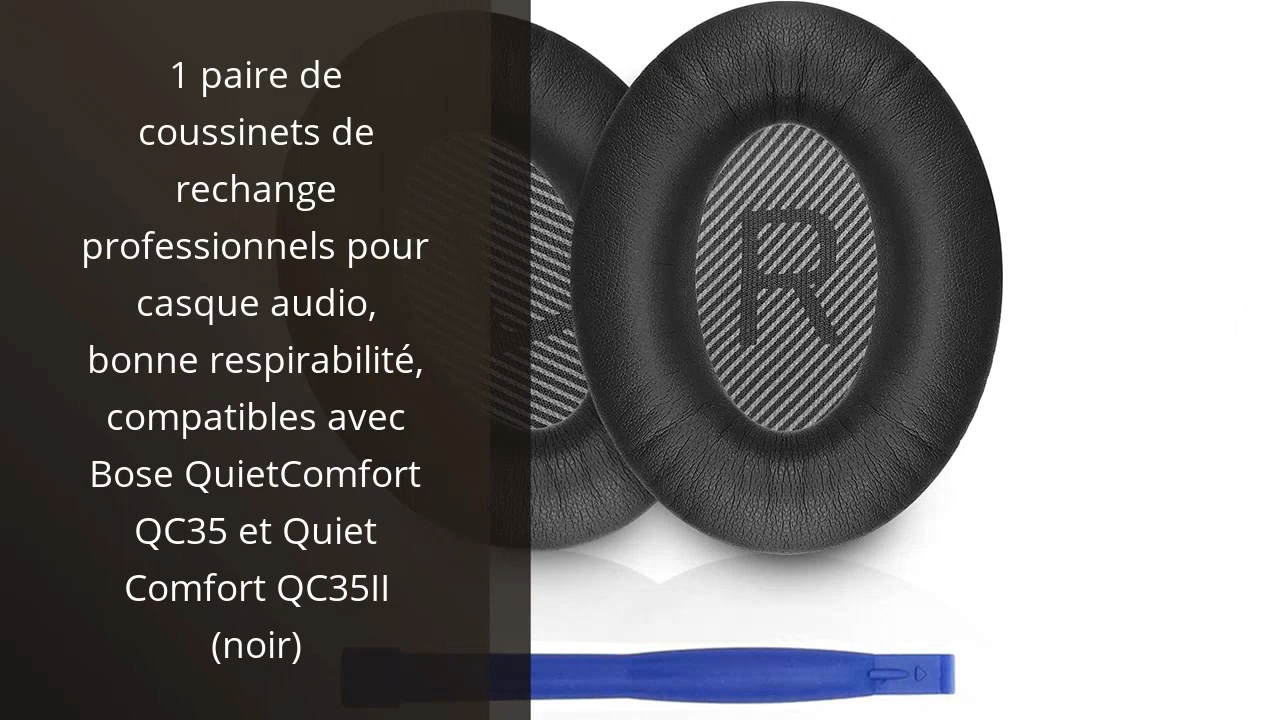 1 paire de
coussinets de
rechange
professionnels pour
casque audio,
bonne respirabilité,
compatibles avec
Bose QuietComfort
QC35 et Quiet
Comfort QC35II
(noir)
R